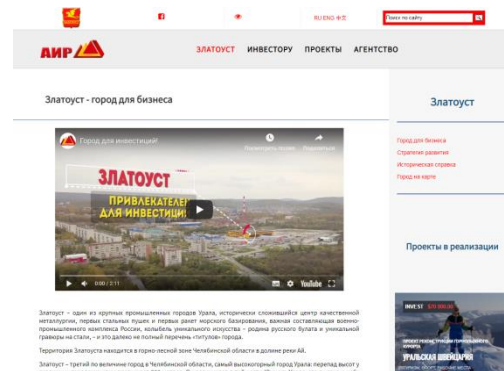 RU ENG 中文
Поиск по сайту
АИР
ЗЛАТОУСТ ИНВЕСТОРУ ПРОЕКТЫ АГЕНТСТВО
Златоуст - город для бизнеса
Город для инвестиций!
Посмотреть позже Поделиться
ЗЛАТОУСТ
ПРИВЛЕКАТЕЛЕН
ДЛЯ ИНВЕСТИЦИЙ
0:00 / 2:11
YouTube
Златоуст – один из крупных промышленных городов Урала, исторически сложившийся центр качественной
металлургии, первых стальных пушек и первых ракет морского базирования, важная составляющая военно-
промышленного комплекса России, колыбель уникального искусства – родина русского булата и уникальной
гравюры на стали, – и это далеко не полный перечень «титулов» города.
Территория Златоуста находится в горно-лесной зоне Челябинской области в долине реки АЙ.
Златоуст – третий по величине город в Челябинской области, самый высокогорный город Урала: перепад высот у
Златоуст
Город для бизнеса
Стратегия развития
Историческая справка
Город на карте
Проекты в реализации
INVEST
ПРОЕКТ РЕКОНСТРУКЦИИ ГОРНОЛЫЖНОГО
КУРОРТА
УРАЛЬСКАЯ ШВЕЙЦАРИЯ